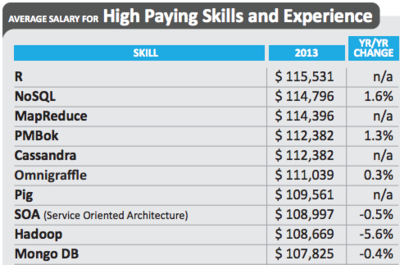 AVERAGE SALARY FOR High Paying Skills and Experience
SKILL 2013 YR/YR CHANGE
R $ 115,531 n/a
NoSQL $ 114,796 1.6%
MapReduce $ 114,396 n/a
PMBok $ 112,382 1.3%
Cassandra $ 112,382 n/a
Omnigraffle $ 111,039 0.3%
Pig $ 109,561 n/a
SOA (Service Oriented Architecture) $ 108,997 -0.5%
Hadoop $ 108,669 -5.6%
Mongo DB $ 107,825 -0.4%